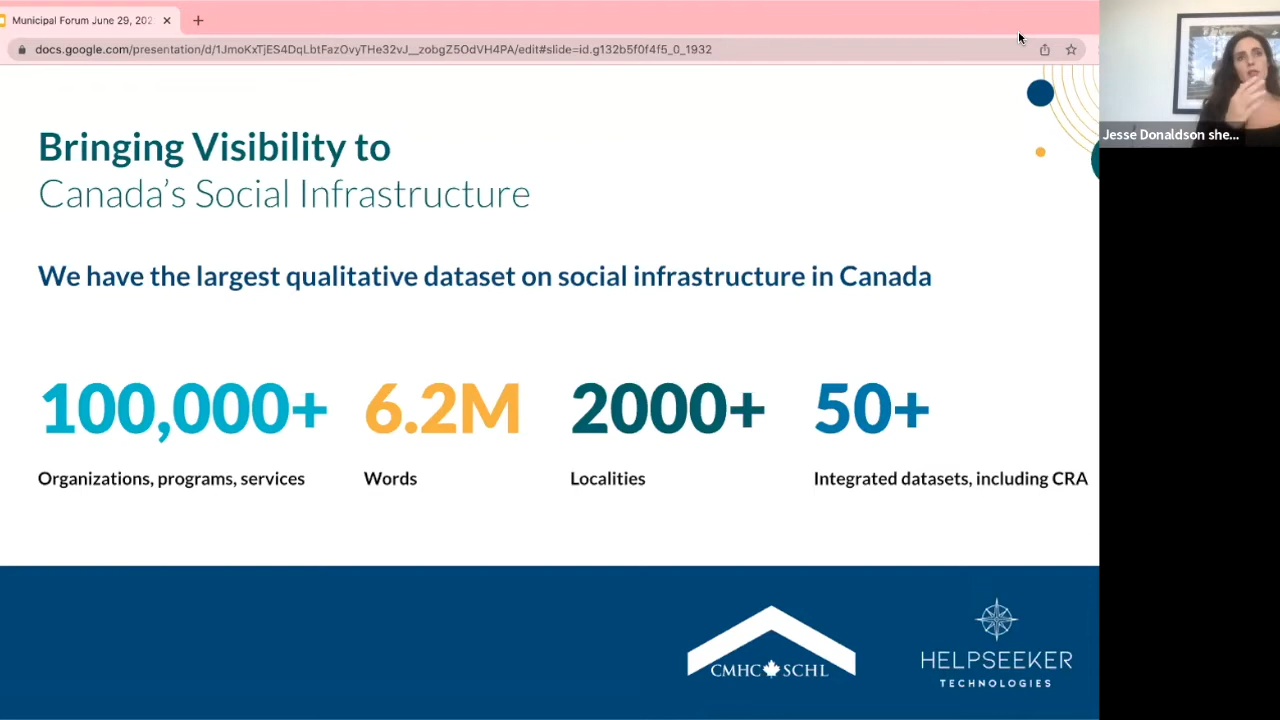 Municipal Forum June 29, 202
docs.google.com/presentation/d/1JmoKxTjES4DqLbtFazOvyTHe32vJ__zobgZ5OdVH4PA/edit#slide=id.g132b5f0f4f5_0_1932
Jesse Donaldson she...
Bringing Visibility to
Canada's Social Infrastructure
We have the largest qualitative dataset on social infrastructure in Canada
100,000+ 6.2M 2000+ 50+
Organizations, programs, services Words Localities Integrated datasets, including CRA
CMHC SCHL
HELPSEEKER
TECHNOLOGIES